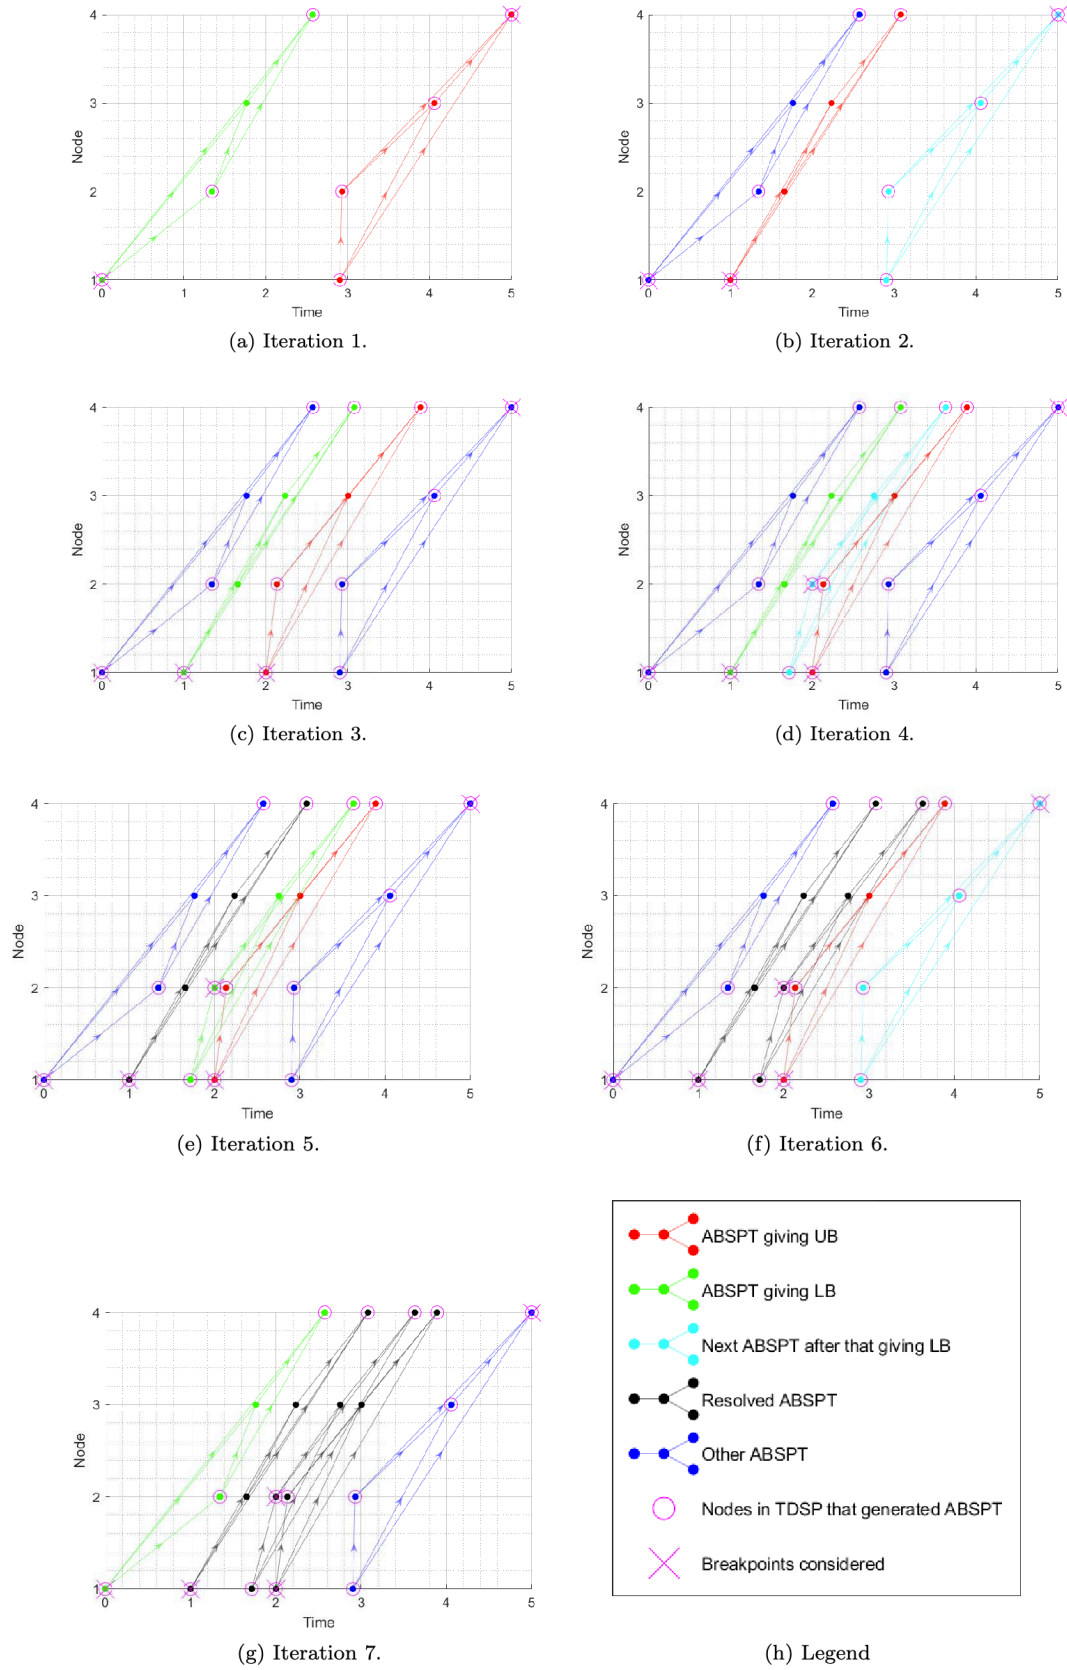 4
3
2
1
Node
0 1 2 3 4 5
Time
(a) Iteration 1.
4
3
2
1
Node
0 1 2 3 4 5
Time
(b) Iteration 2.
4
3
2
1
Node
0 1 2 3 4 5
Time
(c) Iteration 3.
4
3
2
1
Node
0 1 2 3 4 5
Time
(d) Iteration 4.
4
3
2
1
Node
0 1 2 3 4 5
Time
(e) Iteration 5.
4
3
2
1
Node
0 1 2 3 4 5
Time
(f) Iteration 6.
4
3
2
1
Node
0 1 2 3 4 5
Time
(g) Iteration 7.
ABSPT giving UB
ABSPT giving LB
Next ABSPT after that giving LB
Resolved ABSPT
Other ABSPT
Nodes in TDSP that generated ABSPT
Breakpoints considered
(h) Legend